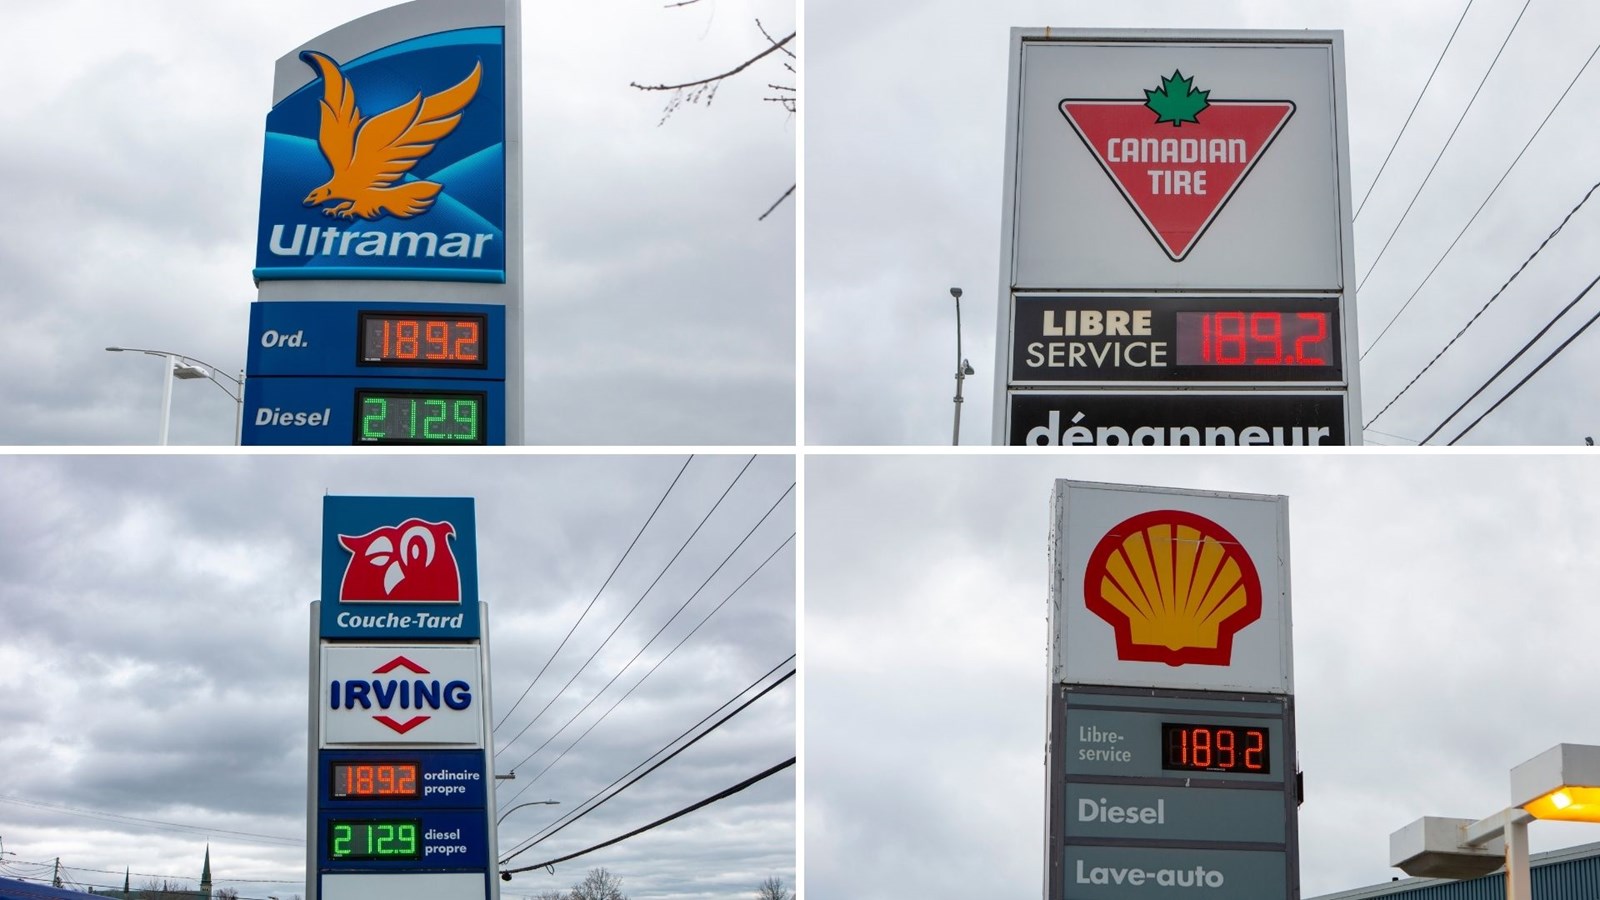 Ultramar
Ord. 189.2
Diesel 212.9
CANADIAN
TIRE
LIBRE
SERVICE 189.2
dépanneur
Couche-Tard
IRVING
189.2 ordinaire
propre
212.9 diesel
propre
Libre-
service 189.2
Diesel
Lave-auto